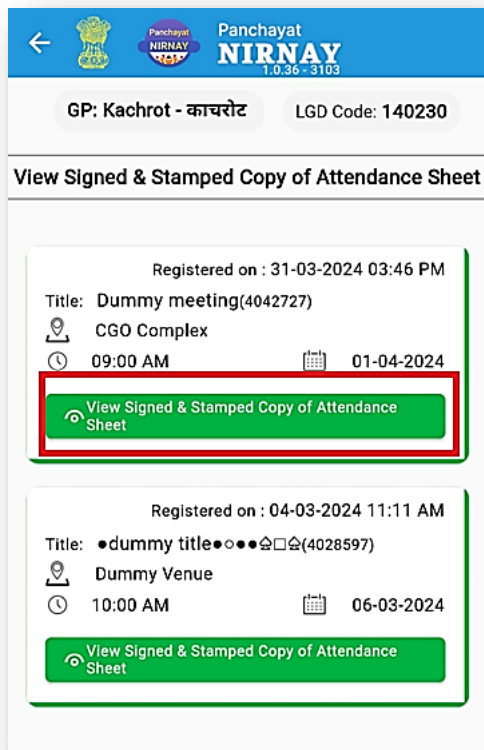 Panchayat
NIRNAY
Panchayat
NIRNAY
1.0.36 - 3103
GP: Kachrot - काचरोट
LGD Code: 140230
View Signed & Stamped Copy of Attendance Sheet
Registered on : 31-03-2024 03:46 PM
Title: Dummy meeting(4042727)
CGO Complex
09:00 AM 01-04-2024
View Signed & Stamped Copy of Attendance
Sheet
Registered on : 04-03-2024 11:11 AM
Title: ●dummy title●○●●♤□♤(4028597)
Dummy Venue
10:00 AM 06-03-2024
View Signed & Stamped Copy of Attendance
Sheet